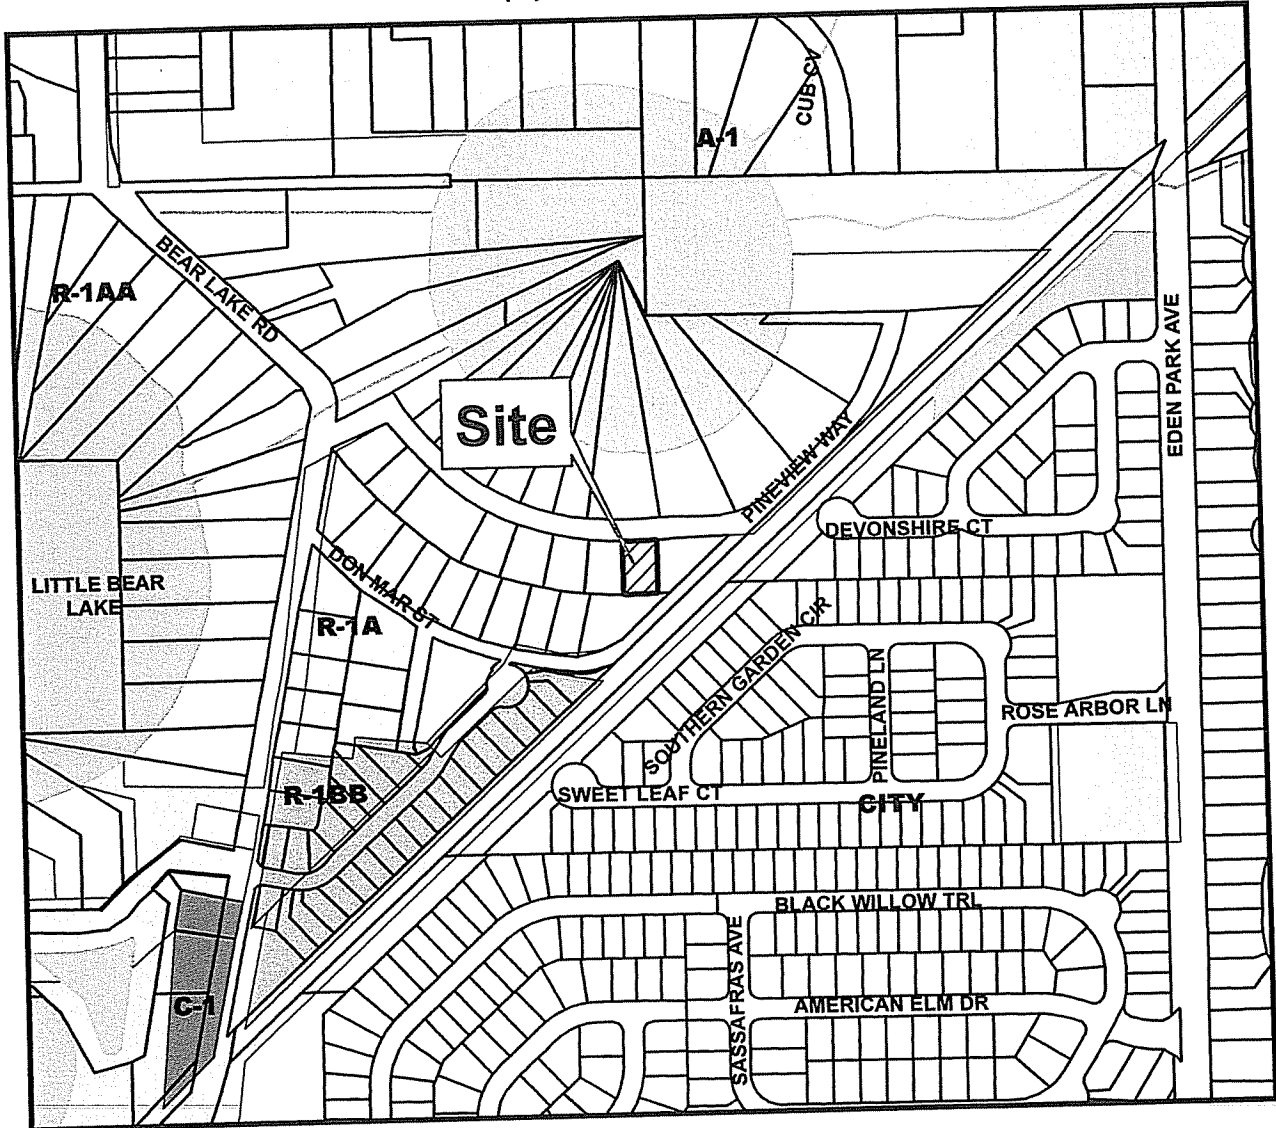 CUB CV
A-1
BEAR LAKE RD
R-1AA
EDEN PARK AVE
Site
PINEVIEW WAY
DEVONSHIRE CT
LITTLE BEAR
LAKE
DON MAR ST
R-1A
SOUTHERN GARDEN CIR
PINELAND LN
ROSE ARBOR LN
R-1BB
SWEET LEAF CT
CITY
BLACK WILLOW TRL
SASSAFRAS AVE
AMERICAN ELM DR
C-1